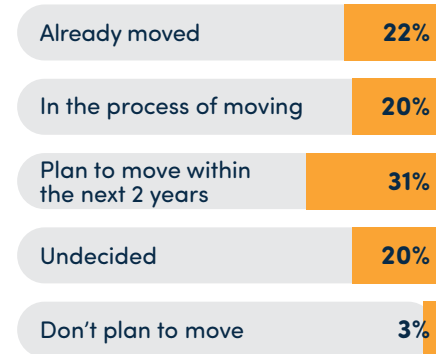 Already moved 22%
In the process of moving 20%
Plan to move within
the next 2 years 31%
Undecided 20%
Don’t plan to move 3%